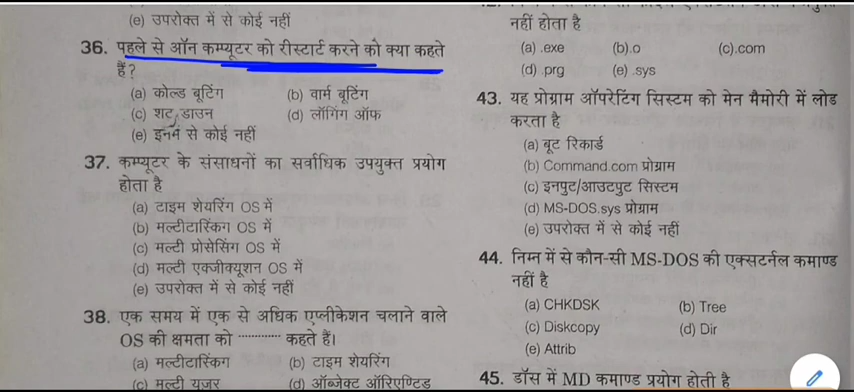 (e) उपरोक्त में से कोई नहीं
36. पहले से ऑन कम्प्यूटर को रीस्टार्ट करने को क्या कहते
हैं?
(a) कोल्ड बूटिंग (b) वार्म बूटिंग
(c) शट डाउन (d) लॉगिंग ऑफ
(e) इनमें से कोई नहीं
37. कम्प्यूटर के संसाधनों का सर्वाधिक उपयुक्त प्रयोग
होता है
(a) टाइम शेयरिंग OS में
(b) मल्टीटास्किंग OS में
(c) मल्टी प्रोसेसिंग OS में
(d) मल्टी एक्जीक्यूशन OS में
(e) उपरोक्त में से कोई नहीं
38. एक समय में एक से अधिक एप्लीकेशन चलाने वाले
OS की क्षमता को ............ कहते हैं।
(a) मल्टीटास्किंग (b) टाइम शेयरिंग
(c) मल्टी यूजर (d) ऑब्जेक्ट ऑरिएण्टिड
नहीं होता है
(a) .exe (b).o (c).com
(d) .prg (e) .sys
43. यह प्रोग्राम ऑपरेटिंग सिस्टम को मेन मैमोरी में लोड
करता है
(a) बूट रिकार्ड
(b) Command.com प्रोग्राम
(c) इनपुट/आउटपुट सिस्टम
(d) MS-DOS.sys प्रोग्राम
(e) उपरोक्त में से कोई नहीं
44. निम्न में से कौन-सी MS-DOS की एक्सटर्नल कमाण्ड
नहीं है
(a) CHKDSK (b) Tree
(c) Diskcopy (d) Dir
(e) Attrib
45. डॉस में MD कमाण्ड प्रयोग होती है